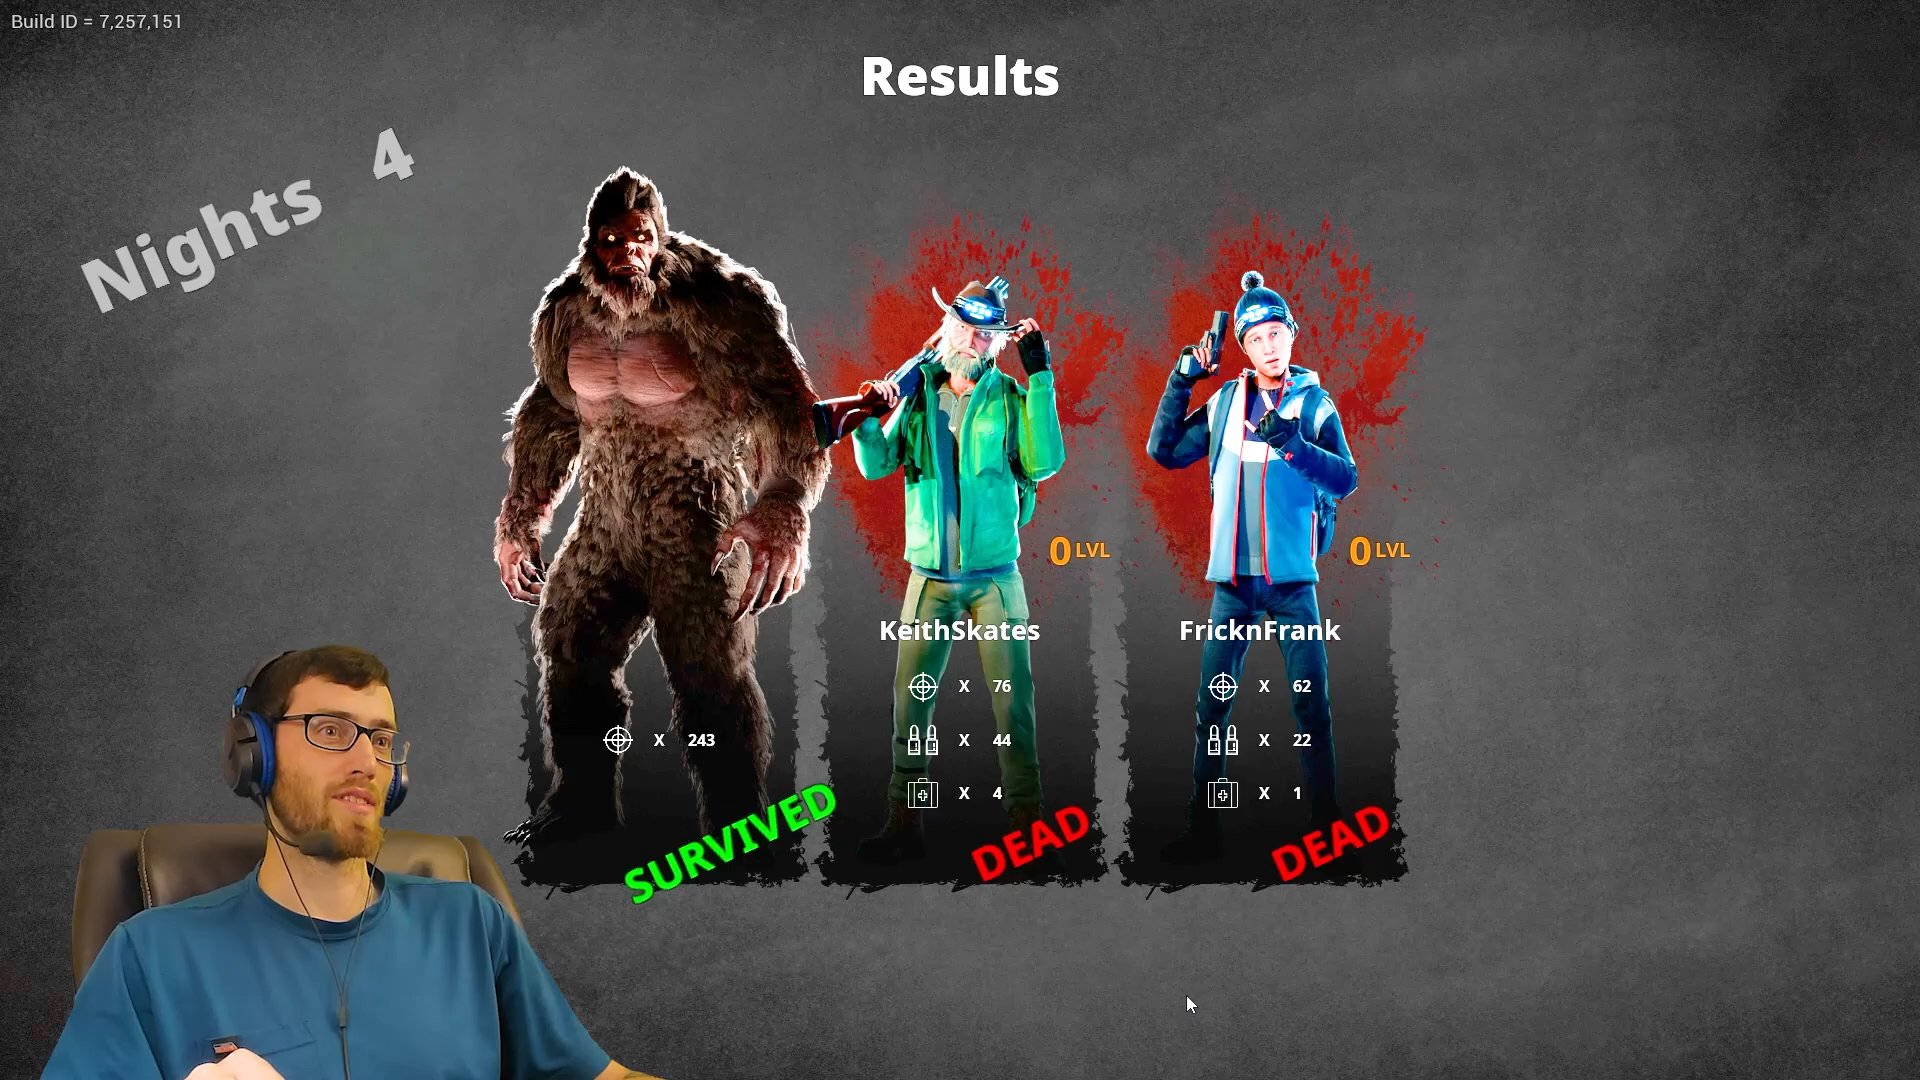 Build ID = 7,257,151
Results
Nights 4
0 LVL
0 LVL
KeithSkates
FricknFrank
X 76
X 62
X 243
X 44
X 22
X 4
X 1
SURVIVED
DEAD
DEAD